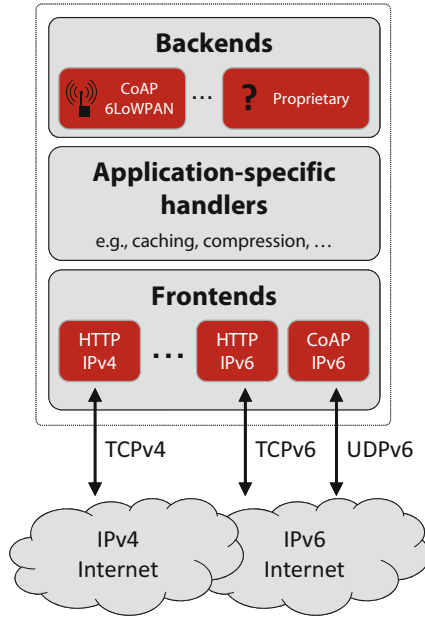 Backends
CoAP
6LoWPAN
...
?
Proprietary
Application-specific
handlers
e.g., caching, compression, ...
Frontends
HTTP
IPv4
...
HTTP
IPv6
CoAP
IPv6
TCPv4
TCPv6
UDPv6
IPv4
Internet
IPv6
Internet